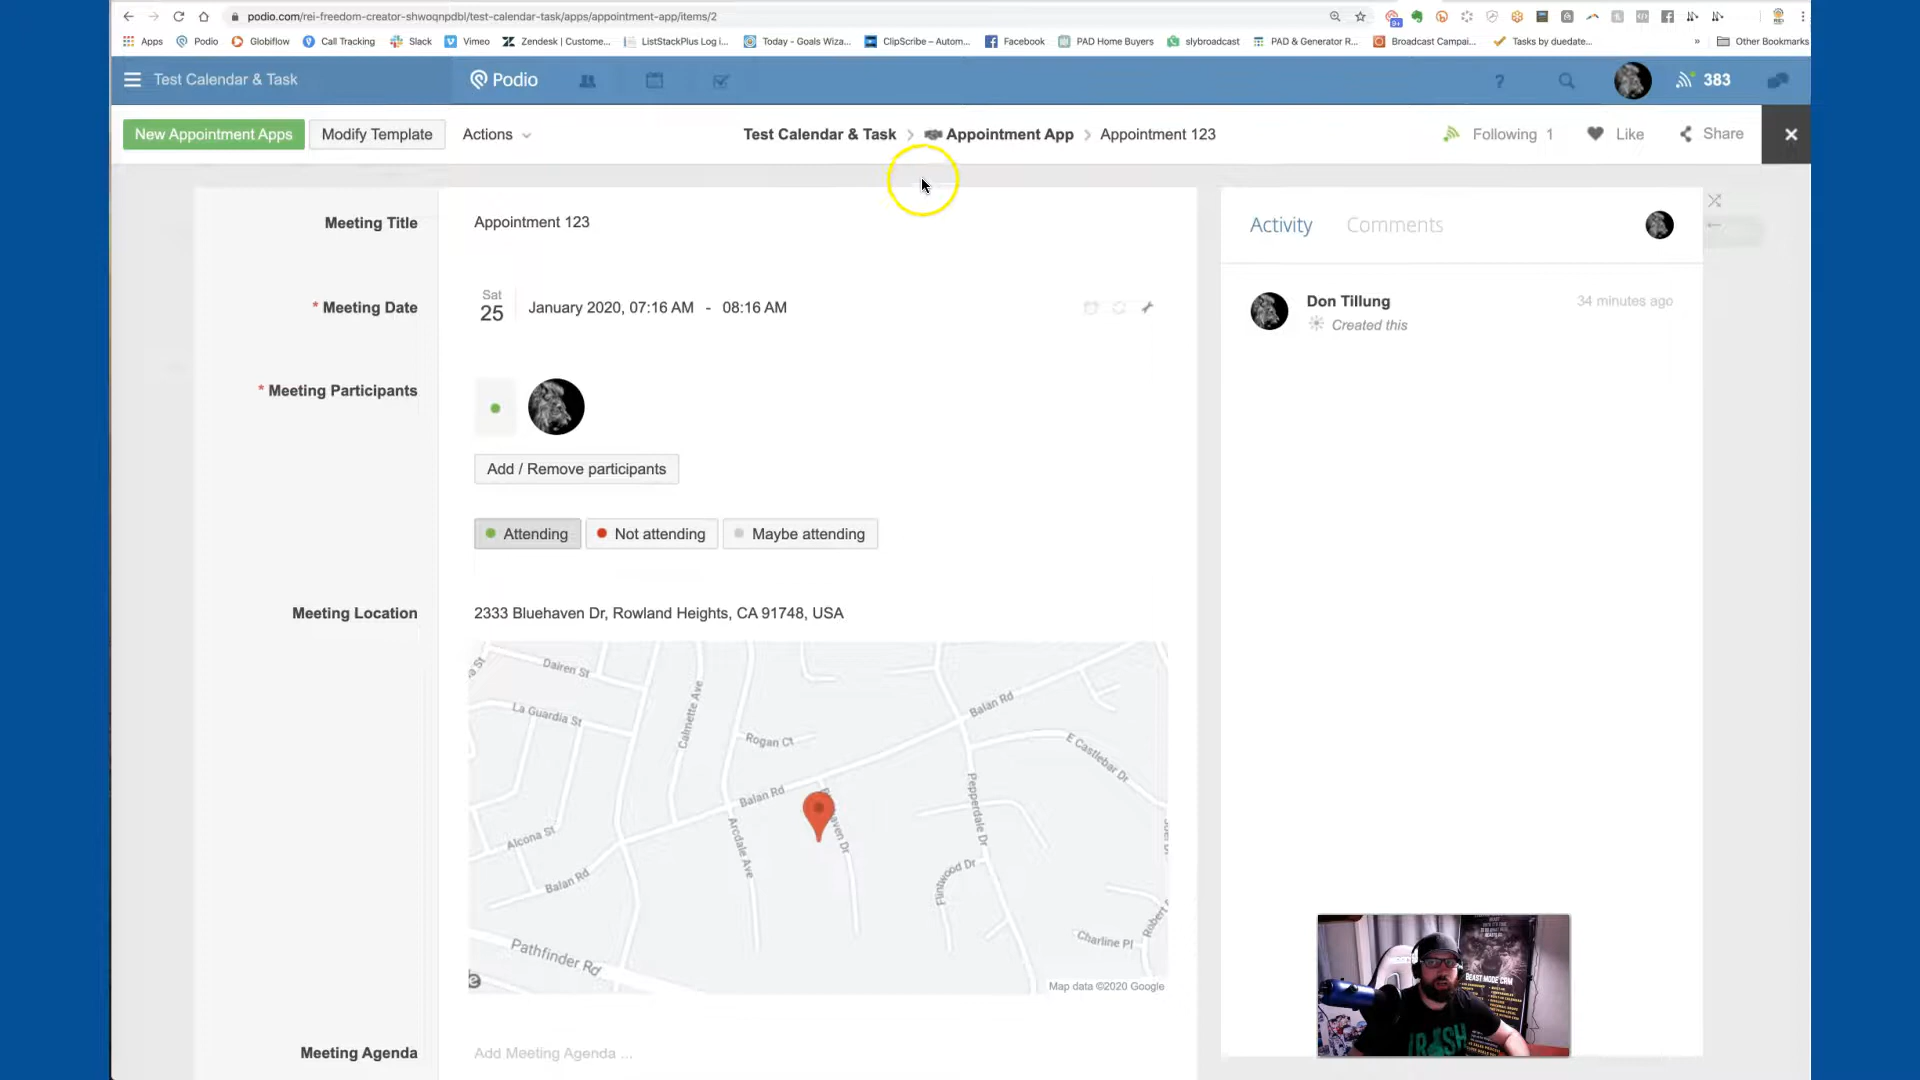 podio.com/rei-freedom-creator-shwoqnpdbl/test-calendar-task/apps/appointment-app/items/2
9+
Apps Podio Globiflow Call Tracking Slack Vimeo Zendesk | Custome... ListStackPlus Log i... Today - Goals Wiza... ClipScribe – Autom... Facebook PAD Home Buyers slybroadcast PAD & Generator R... Broadcast Campai... Tasks by duedate... » Other Bookmarks
Test Calendar & Task Podio ? 383
New Appointment Apps Modify Template Actions Test Calendar & Task > Appointment App > Appointment 123 Following 1 Like Share
Meeting Title Appointment 123
Activity Comments
* Meeting Date Sat 25 January 2020, 07:16 AM - 08:16 AM
Don Tillung 34 minutes ago
Created this
* Meeting Participants
Add / Remove participants
Attending Not attending Maybe attending
Meeting Location 2333 Bluehaven Dr, Rowland Heights, CA 91748, USA
Dairen St
La Guardia St
Calmette Ave
Rogan Ct
Balan Rd
E Castlebar Dr
Balan Rd
Pepperdale Dr
Arodale Ave
Alcona St
Balan Rd
Flintwood Dr
Charline Pl
Pathfinder Rd
Map data ©2020 Google
BEAST MODE CRM
Meeting Agenda Add Meeting Agenda ...